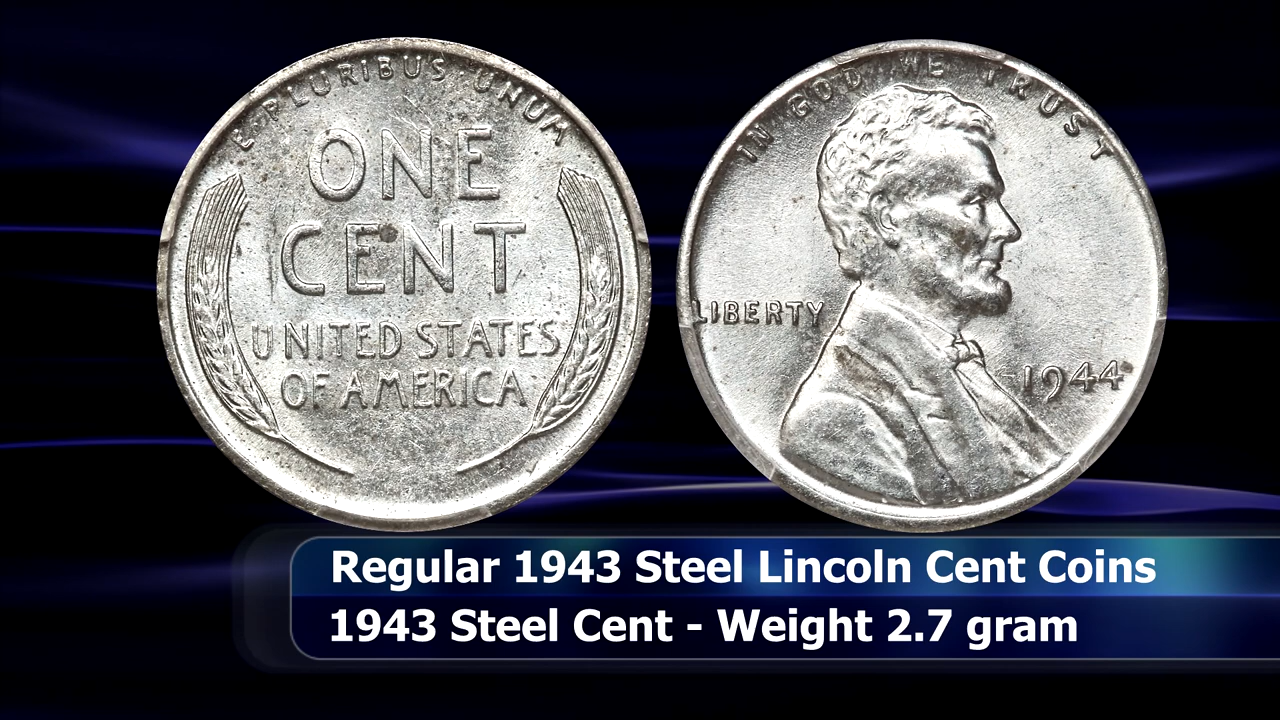 E·PLURIBUS·UNUM
ONE
CENT
UNITED STATES
OF AMERICA
IN GOD WE TRUST
LIBERTY
1944
Regular 1943 Steel Lincoln Cent Coins
1943 Steel Cent - Weight 2.7 gram